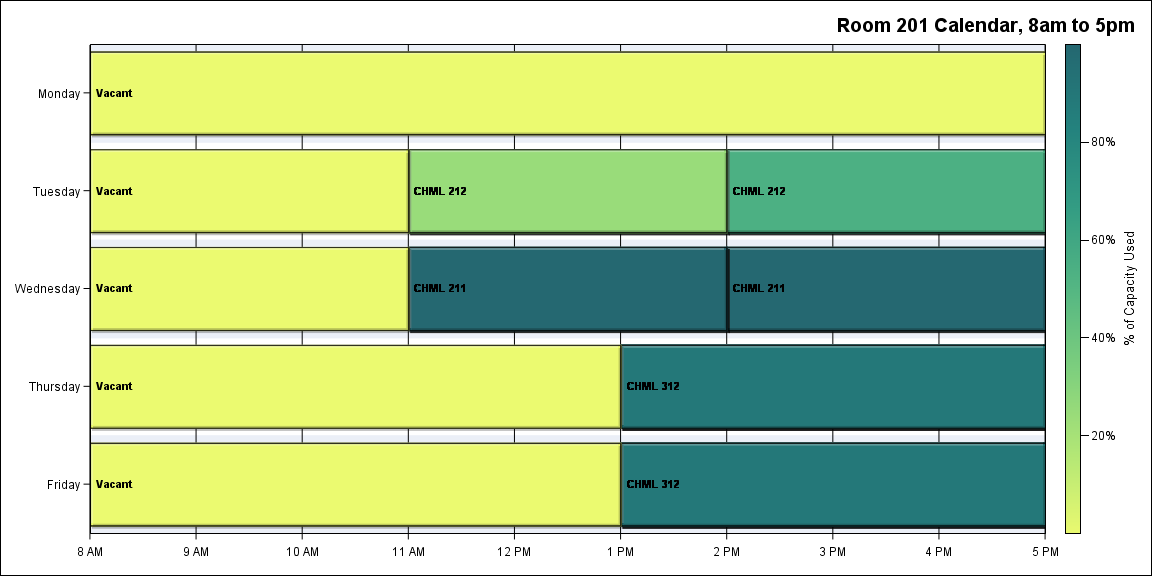 Room 201 Calendar, 8am to 5pm
Monday
Vacant
Tuesday
Vacant
CHML 212
CHML 212
Wednesday
Vacant
CHML 211
CHML 211
Thursday
Vacant
CHML 312
Friday
Vacant
CHML 312
8 AM
9 AM
10 AM
11 AM
12 PM
1 PM
2 PM
3 PM
4 PM
5 PM
80%
60%
40%
20%
% of Capacity Used